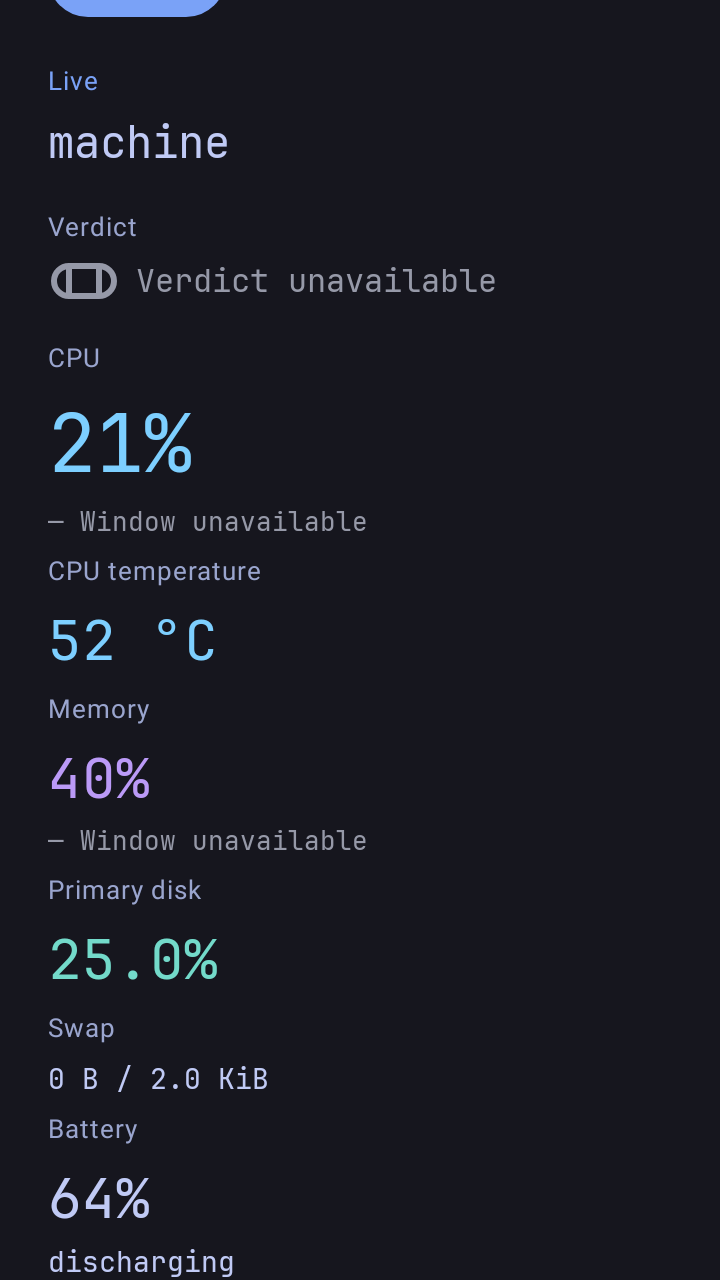 Live
machine
Verdict
Verdict unavailable
CPU
21%
— Window unavailable
CPU temperature
52 °C
Memory
40%
— Window unavailable
Primary disk
25.0%
Swap
0 B / 2.0 KiB
Battery
64%
discharging